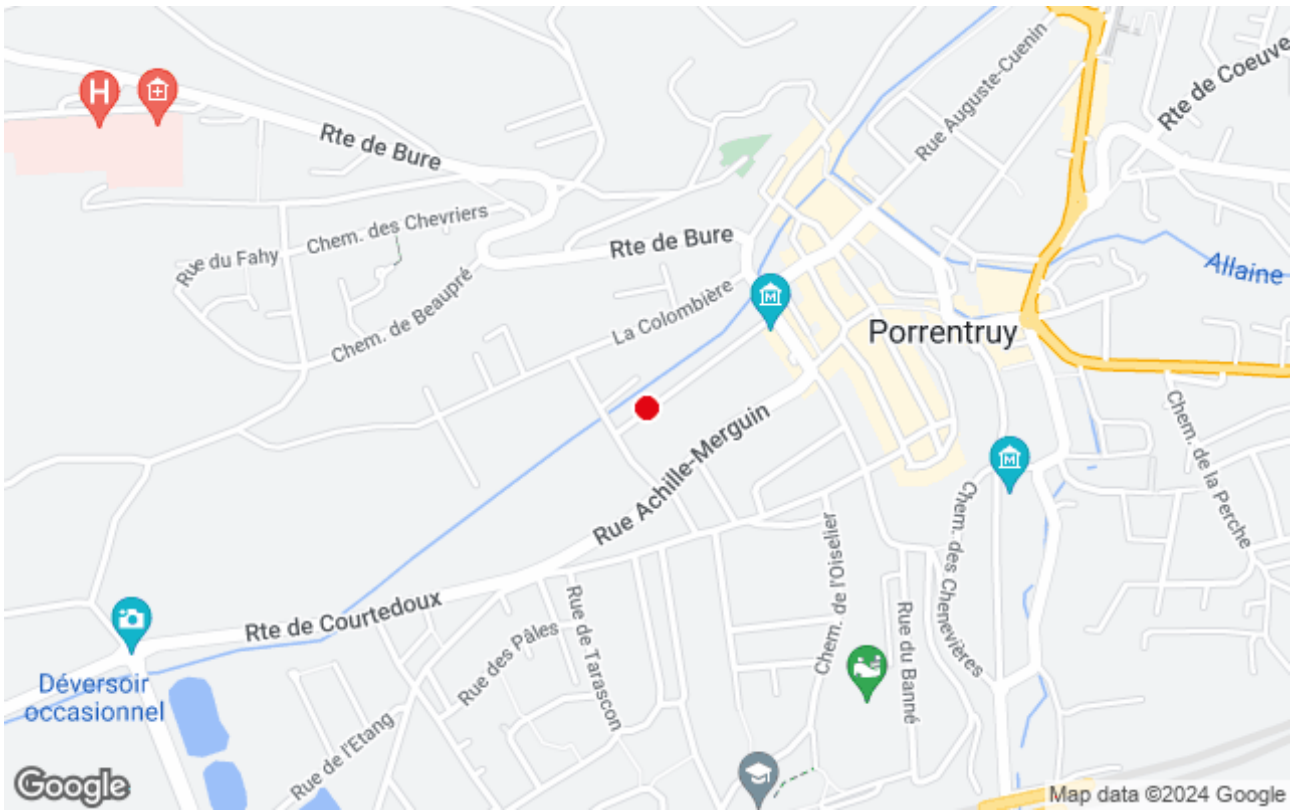 H
Rte de Bure
Rue Auguste-Cuenin
Rte de Coeuve
Chem. des Chevriers
Rue du Fahy
Rte de Bure
Allaine
Chem. de Beaupré
La Colombière
M
Porrentruy
Rue Achille-Merguin
Chem. de la Perche
M
Chem. des Chenevières
Chem. de l'Oiselier
Rte de Courtedoux
Rue de Tarascon
Rue des Pâles
Rue du Banné
Déversoir
occasionnel
Rue de l'Etang
Google
Map data ©2024 Google